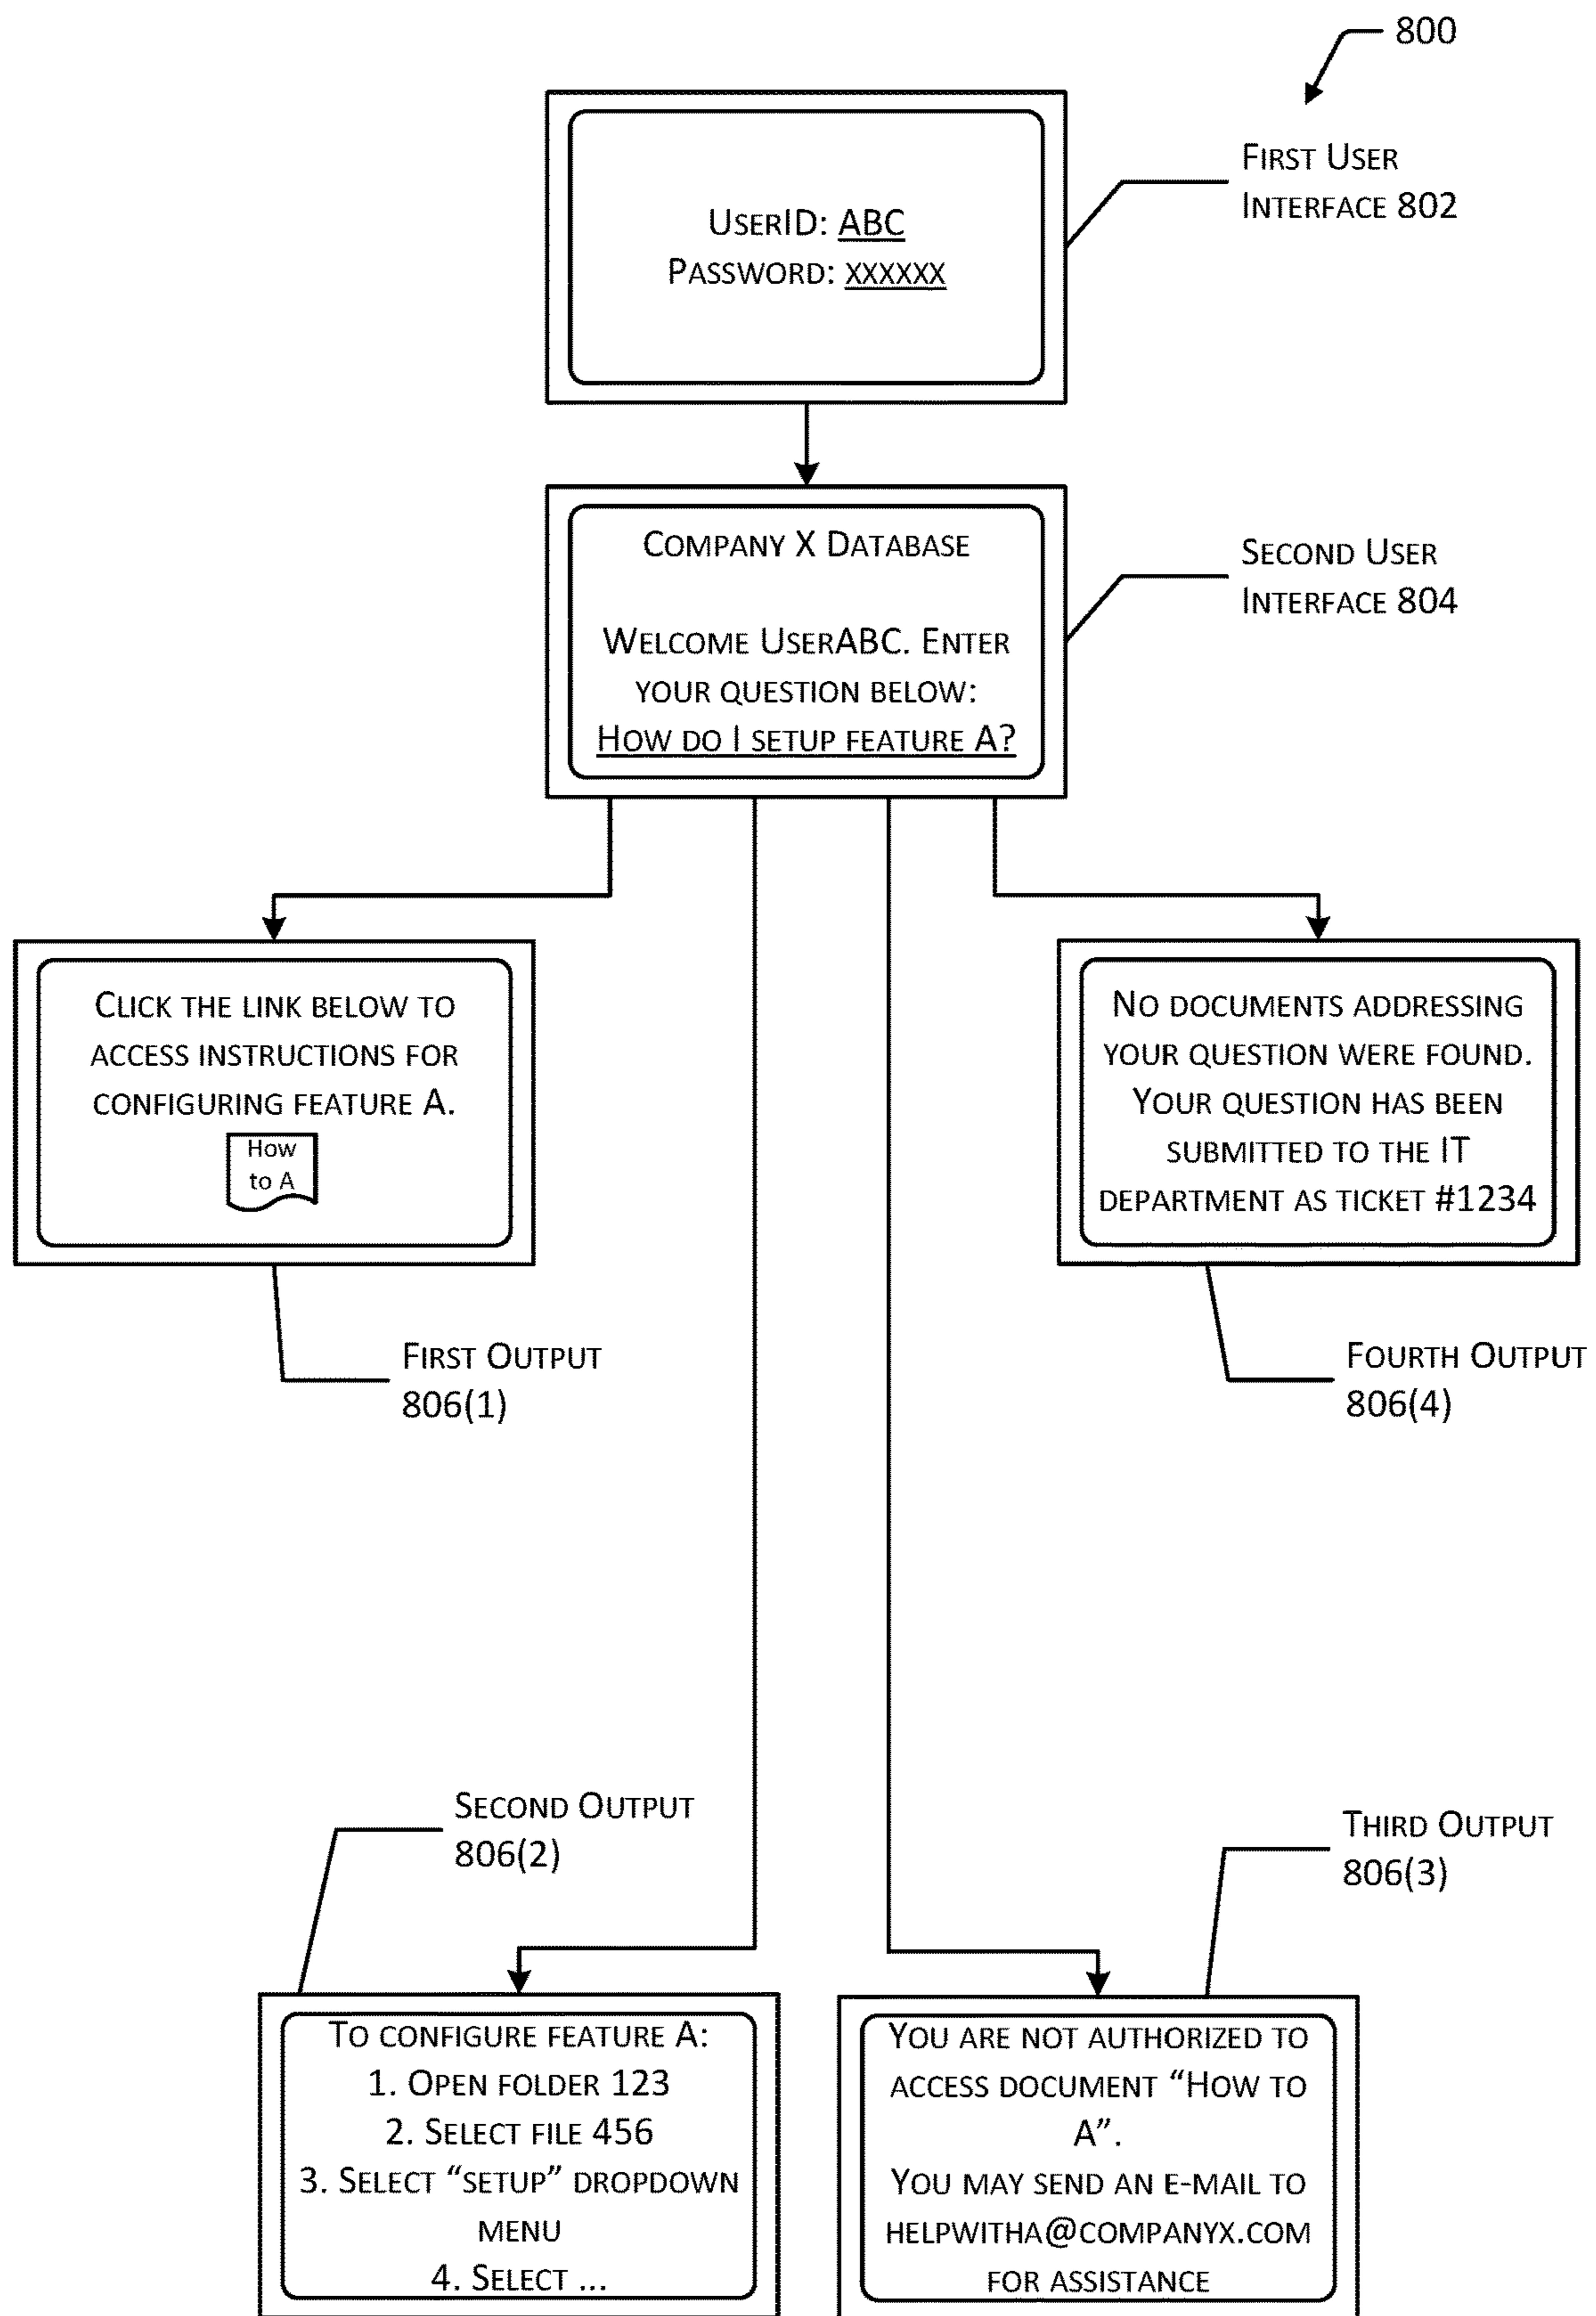 800
First User
Interface 802
UserID: ABC
Password: xxxxxx
Company X Database
Welcome UserABC. Enter
your question below:
How do I setup feature A?
Second User
Interface 804
Click the link below to
access instructions for
configuring feature A.
How
to A
No documents addressing
your question were found.
Your question has been
submitted to the IT
department as ticket #1234
First Output
806(1)
Fourth Output
806(4)
Second Output
806(2)
Third Output
806(3)
To configure feature A:
1. Open folder 123
2. Select file 456
3. Select “setup” dropdown
menu
4. Select ...
You are not authorized to
access document “How to
A”.
You may send an e-mail to
helpwitha@companyx.com
for assistance